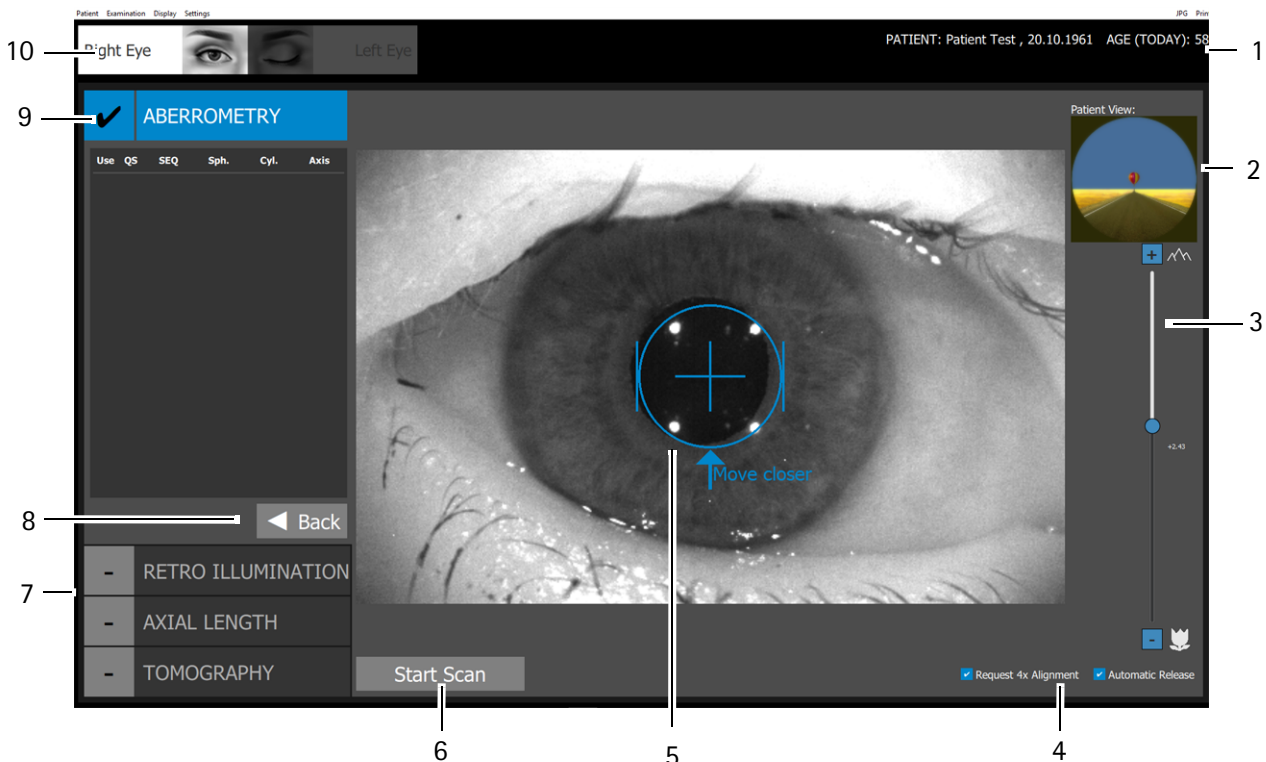 Patient Examination Display Settings JPG Prin
10 Right Eye Left Eye PATIENT: Patient Test , 20.10.1961 AGE (TODAY): 58 1
9 ABERROMETRY
Patient View:
Use QS SEQ Sph. Cyl. Axis
2
+
3
+2.43
Move closer
8 Back
7
- RETRO ILLUMINATION
- AXIAL LENGTH
- TOMOGRAPHY
-
Start Scan
Request 4x Alignment Automatic Release
6 5 4